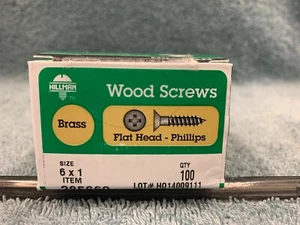 HILLMAN
Wood Screws
Brass
Flat Head - Phillips
SIZE
6 x 1
QTY
100
ITEM
LOT# H014009111